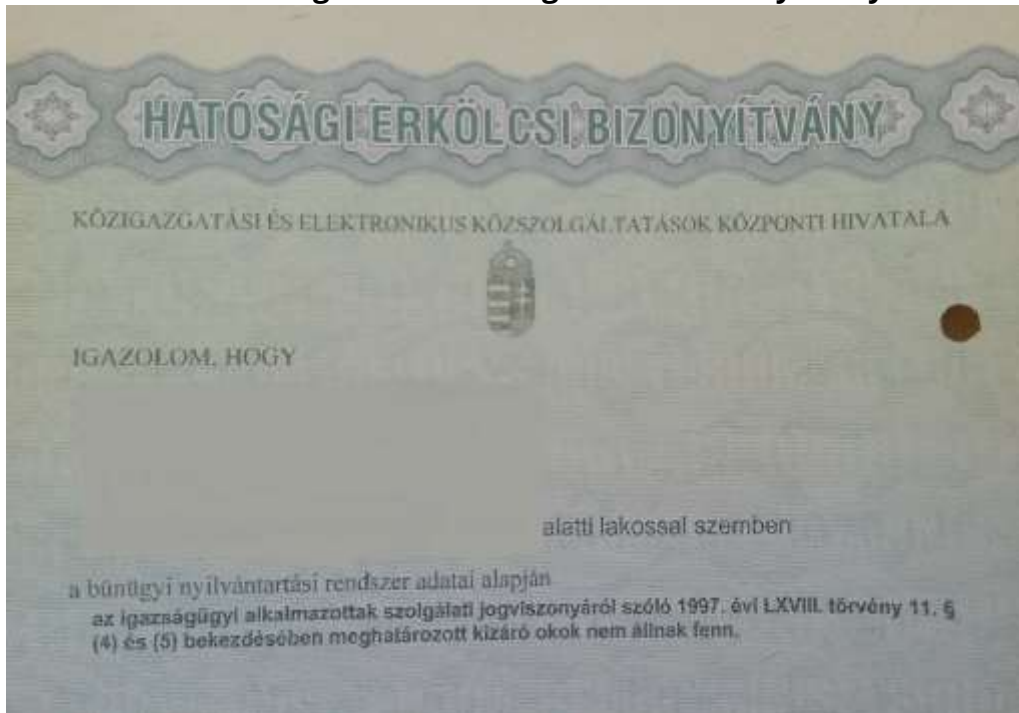 HATÓSÁGI ERKÖLCSI BIZONYÍTVÁNY
KÖZIGAZGATÁSI ÉS ELEKTRONIKUS KÖZSZOLGÁLTATÁSOK KÖZPONTI HIVATALA
IGAZOLOM, HOGY
alatti lakossal szemben
a bűnügyi nyilvántartási rendszer adatai alapján
az igazságügyi alkalmazottak szolgálati jogviszonyáról szóló 1997. évi LXVIII. törvény 11. §
(4) és (5) bekezdésében meghatározott kizáró okok nem állnak fenn.